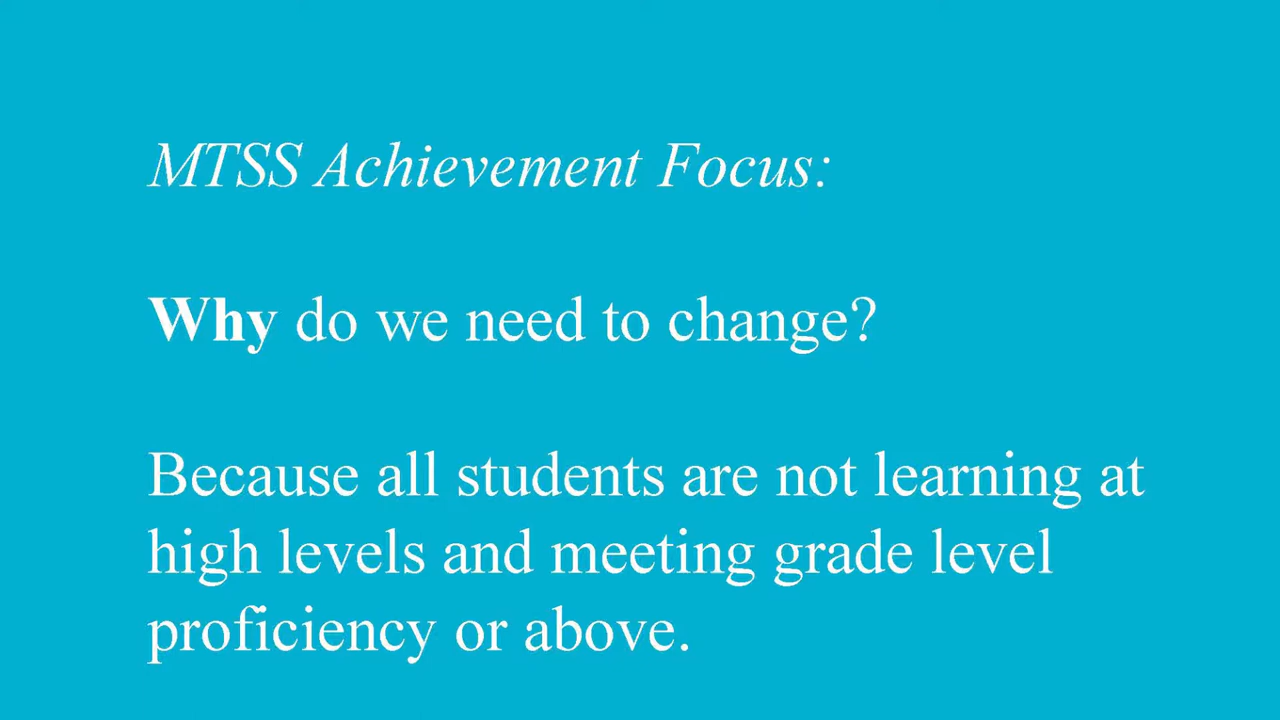 MTSS Achievement Focus:
Why do we need to change?
Because all students are not learning at
high levels and meeting grade level
proficiency or above.